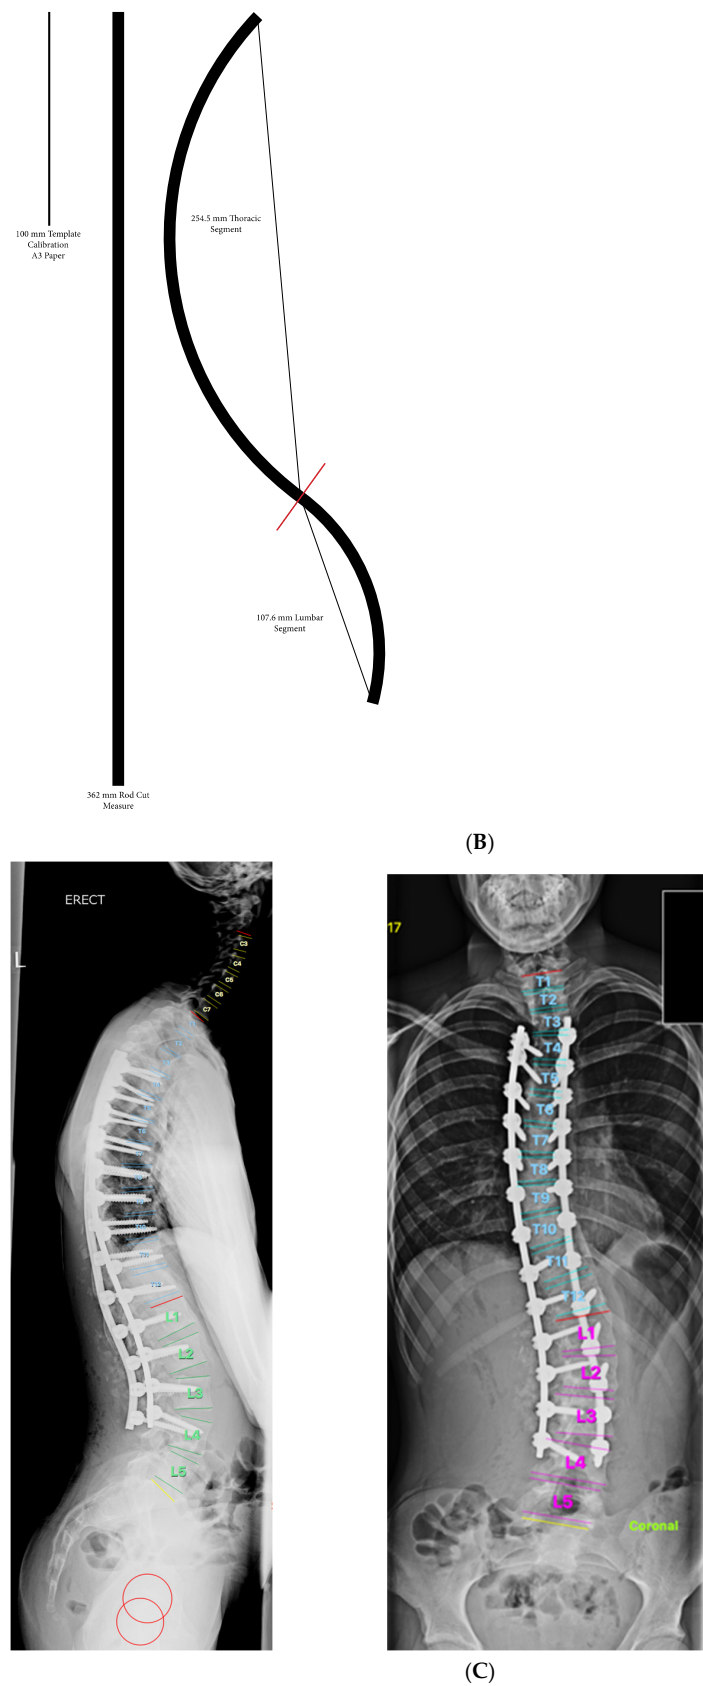 254.5 mm Thoracic
Segment
100 mm Template
Calibration
A3 Paper
107.6 mm Lumbar
Segment
362 mm Rod Cut
Measure
(B)
ERECT
L
C3
C4
C5
C6
C7
T12
L1
L2
L3
L4
L5
17
T1
T2
T3
T4
T5
T6
T7
T8
T9
T10
T11
T12
L1
L2
L3
L4
L5
Coronal
(C)